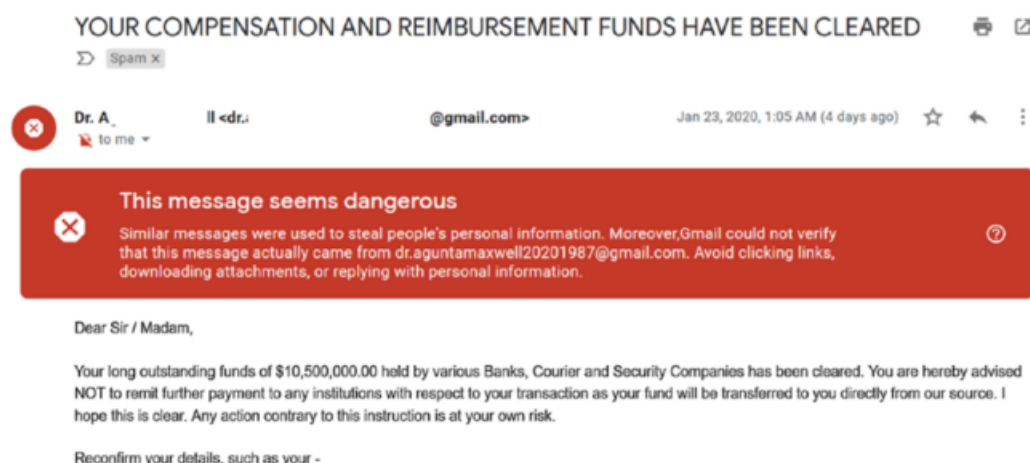 YOUR COMPENSATION AND REIMBURSEMENT FUNDS HAVE BEEN CLEARED
Spam ×
Dr. A ll <dr.a @gmail.com> Jan 23, 2020, 1:05 AM (4 days ago)
to me
This message seems dangerous
Similar messages were used to steal people's personal information. Moreover,Gmail could not verify
that this message actually came from dr.aguntamaxwell20201987@gmail.com. Avoid clicking links,
downloading attachments, or replying with personal information.
Dear Sir / Madam,
Your long outstanding funds of $10,500,000.00 held by various Banks, Courier and Security Companies has been cleared. You are hereby advised
NOT to remit further payment to any institutions with respect to your transaction as your fund will be transferred to you directly from our source. I
hope this is clear. Any action contrary to this instruction is at your own risk.
Reconfirm your details, such as your -